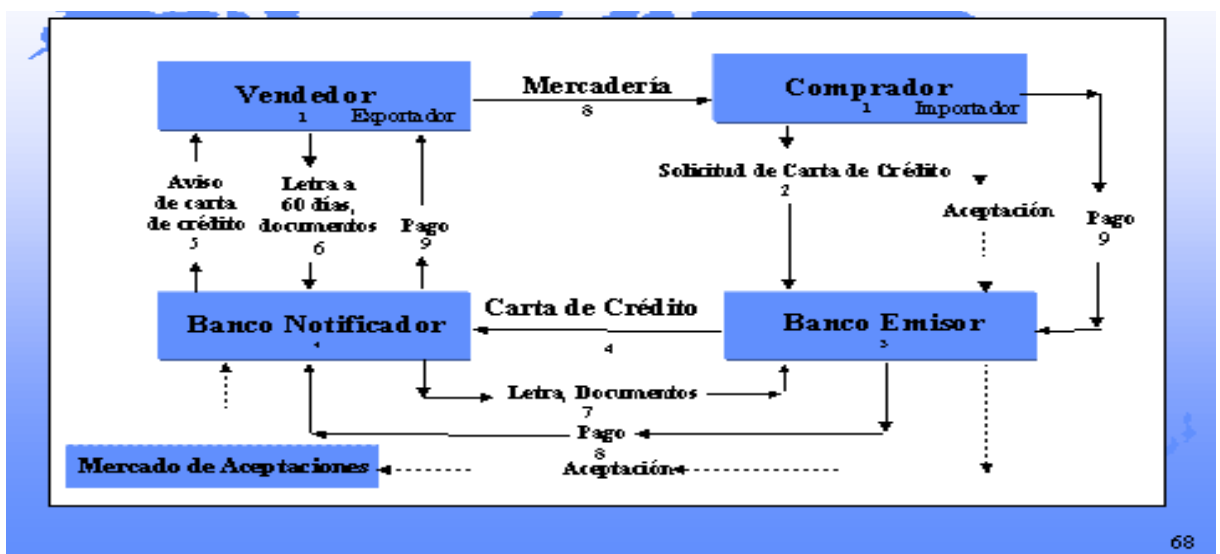 Vendedor
1 Exportador
Mercadería
8
Comprador
1 Importador
Aviso
de carta
de crédito
5
Letra a
60 días,
documentos
6
Pago
9
Solicitud de Carta de Crédito
2
Aceptación
Pago
9
Banco Notificador
4
Carta de Crédito
4
Banco Emisor
3
Letra, Documentos
7
Pago
8
Mercado de Aceptaciones
Aceptación
68